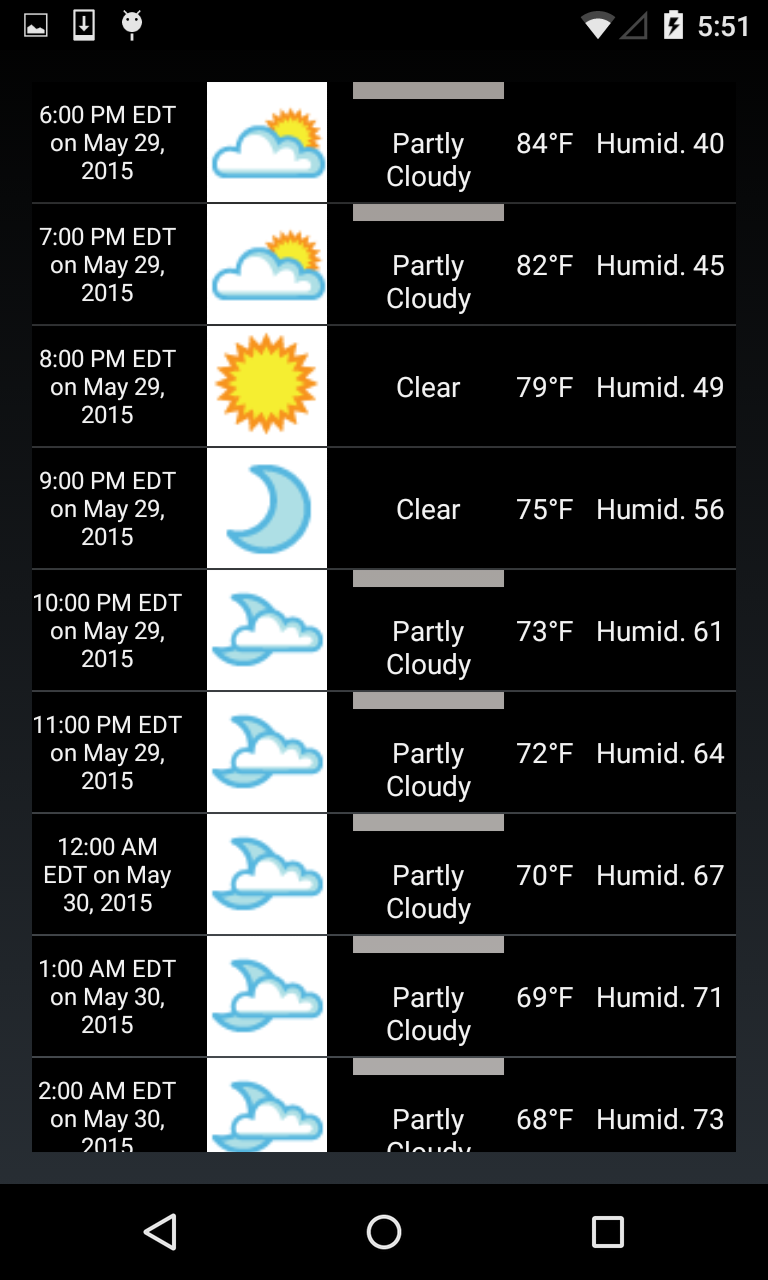 5:51
6:00 PM EDT
on May 29,
2015
Partly
Cloudy
84°F
Humid. 40
7:00 PM EDT
on May 29,
2015
Partly
Cloudy
82°F
Humid. 45
8:00 PM EDT
on May 29,
2015
Clear
79°F
Humid. 49
9:00 PM EDT
on May 29,
2015
Clear
75°F
Humid. 56
10:00 PM EDT
on May 29,
2015
Partly
Cloudy
73°F
Humid. 61
11:00 PM EDT
on May 29,
2015
Partly
Cloudy
72°F
Humid. 64
12:00 AM
EDT on May
30, 2015
Partly
Cloudy
70°F
Humid. 67
1:00 AM EDT
on May 30,
2015
Partly
Cloudy
69°F
Humid. 71
2:00 AM EDT
on May 30,
2015
Partly
Cloudy
68°F
Humid. 73